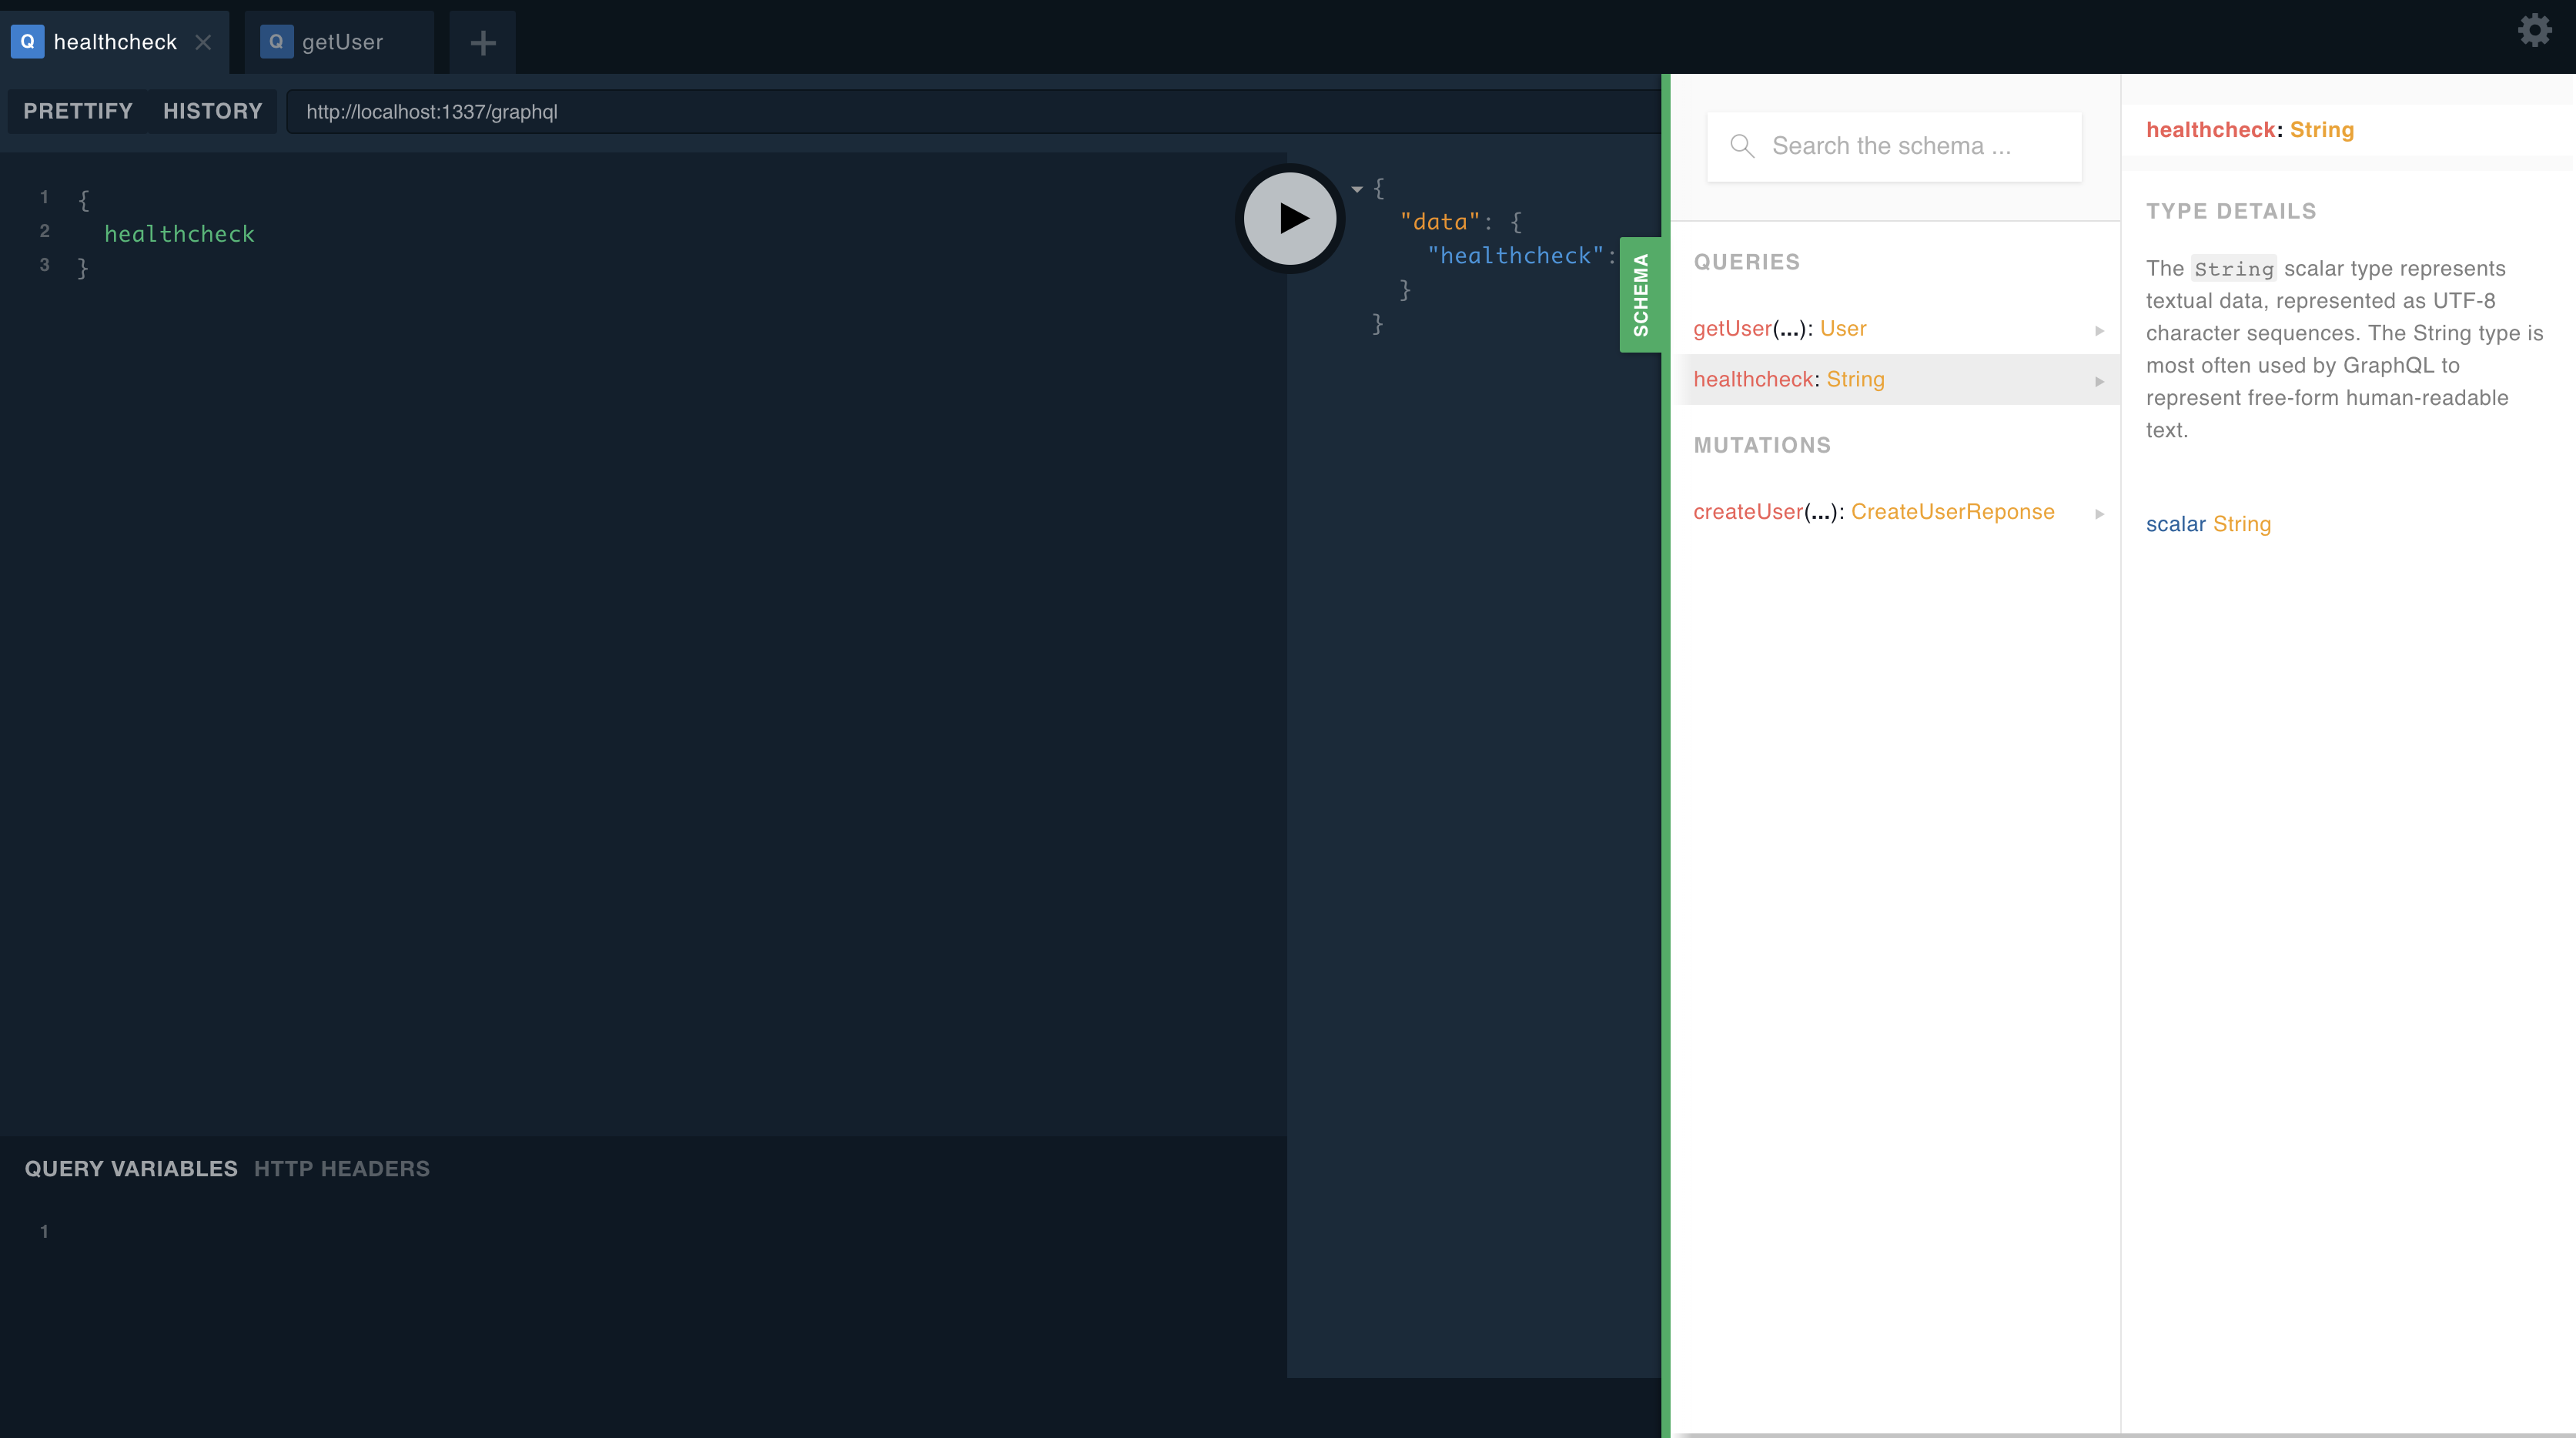 Q healthcheck
Q getUser
PRETTIFY HISTORY http://localhost:1337/graphql
1 {
2 healthcheck
3 }
{
"data": {
"healthcheck":
}
}
SCHEMA
QUERY VARIABLES HTTP HEADERS
1
Search the schema ...
QUERIES
getUser(...): User
healthcheck: String
MUTATIONS
createUser(...): CreateUserReponse
healthcheck: String
TYPE DETAILS
The String scalar type represents
textual data, represented as UTF-8
character sequences. The String type is
most often used by GraphQL to
represent free-form human-readable
text.
scalar String